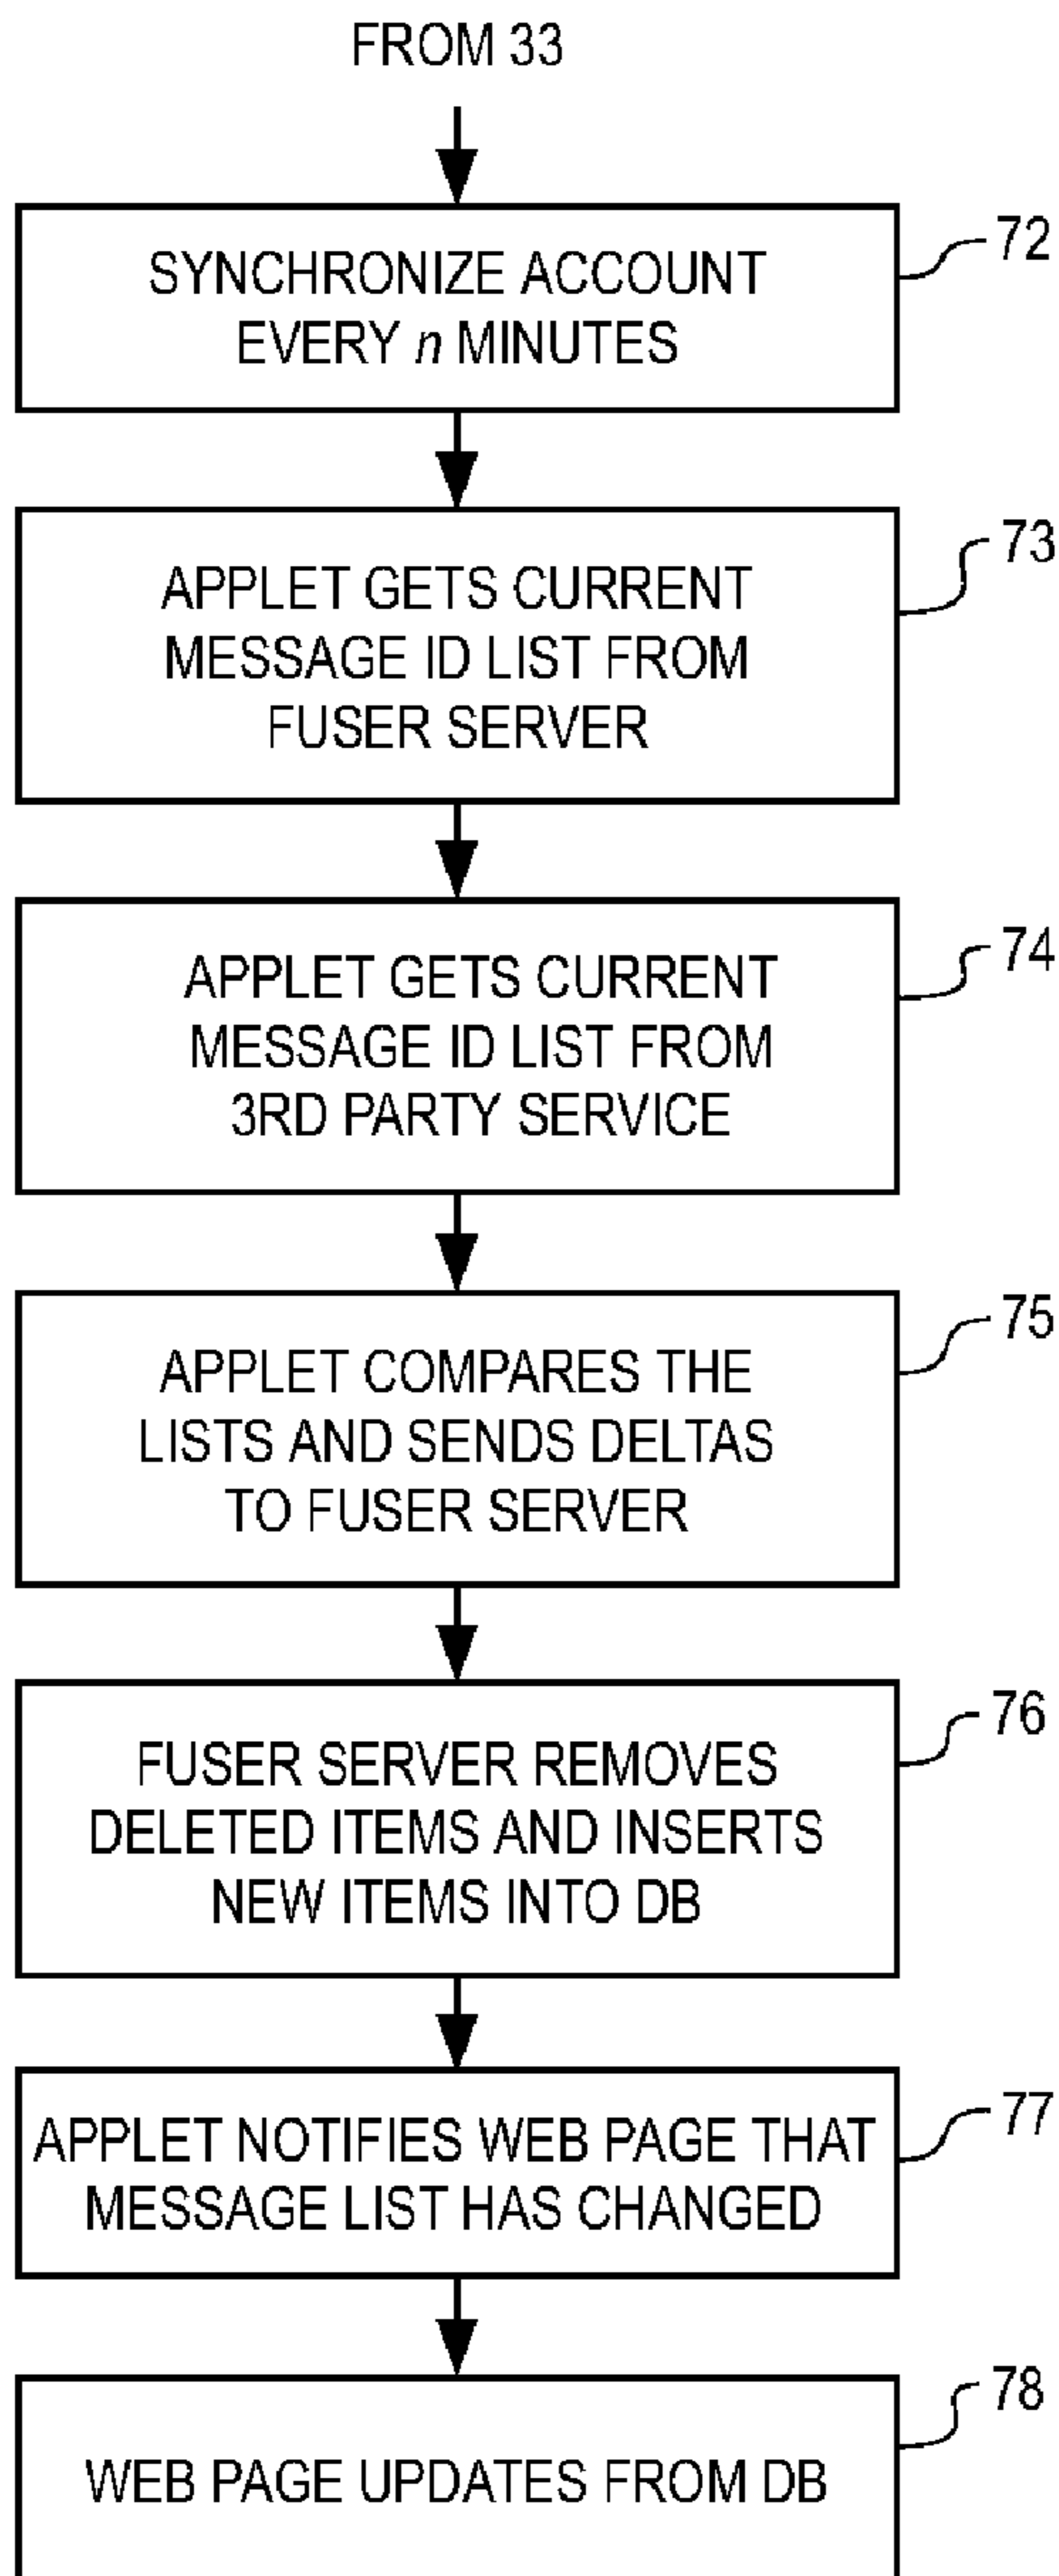 FROM 33
72
SYNCHRONIZE ACCOUNT
EVERY n MINUTES
73
APPLET GETS CURRENT
MESSAGE ID LIST FROM
FUSER SERVER
74
APPLET GETS CURRENT
MESSAGE ID LIST FROM
3RD PARTY SERVICE
75
APPLET COMPARES THE
LISTS AND SENDS DELTAS
TO FUSER SERVER
76
FUSER SERVER REMOVES
DELETED ITEMS AND INSERTS
NEW ITEMS INTO DB
77
APPLET NOTIFIES WEB PAGE THAT
MESSAGE LIST HAS CHANGED
78
WEB PAGE UPDATES FROM DB